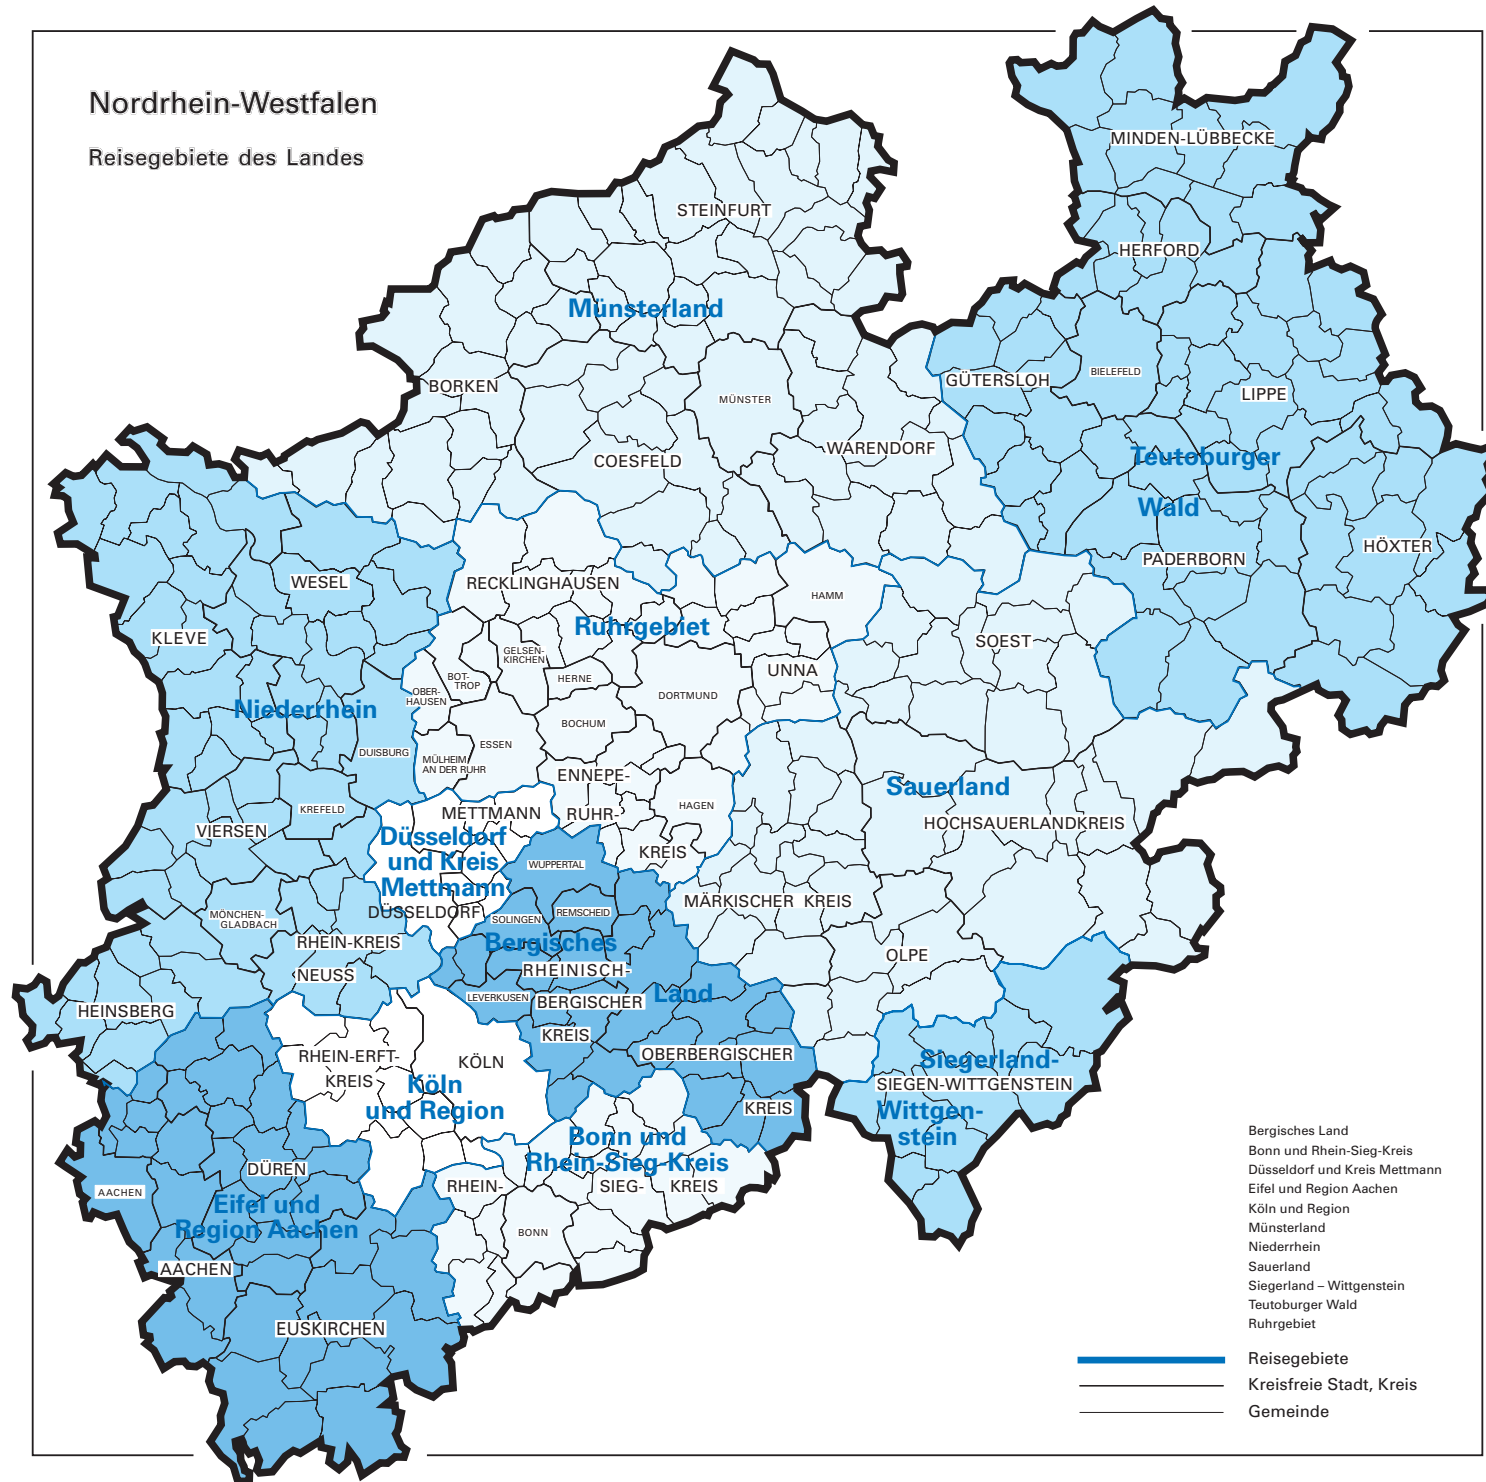 Nordrhein-Westfalen
Reisegebiete des Landes
MINDEN-LÜBBECKE
STEINFURT
HERFORD
Münsterland
BIELEFELD
GÜTERSLOH
BORKEN
LIPPE
MÜNSTER
WARENDORF
COESFELD
Teutoburger
Wald
HÖXTER
PADERBORN
WESEL
RECKLINGHAUSEN
HAMM
Ruhrgebiet
KLEVE
SOEST
GELSEN-
KIRCHEN
UNNA
HERNE
BOT-
TROP
OBER-
HAUSEN
DORTMUND
Niederrhein
BOCHUM
ESSEN
DUISBURG
MÜLHEIM
AN DER RUHR
ENNEPE-
RUHR-
KREIS
Sauerland
HAGEN
KREFELD
METTMANN
HOCHSAUERLANDKREIS
VIERSEN
Düsseldorf
und Kreis
Mettmann
WUPPERTAL
MÄRKISCHER KREIS
DÜSSELDORF
SOLINGEN
REMSCHEID
MÖNCHEN-
GLADBACH
RHEIN-KREIS
NEUSS
Bergisches
Land
OLPE
RHEINISCH-
BERGISCHER
KREIS
LEVERKUSEN
HEINSBERG
OBERBERGISCHER
KREIS
RHEIN-ERFT-
KREIS
KÖLN
Köln
und Region
Siegerland-
SIEGEN-WITTGENSTEIN
Wittgen-
stein
Bonn und
Rhein-Sieg-Kreis
DÜREN
RHEIN-
SIEG-
KREIS
AACHEN
Eifel und
Region Aachen
BONN
AACHEN
EUSKIRCHEN
Bergisches Land
Bonn und Rhein-Sieg-Kreis
Düsseldorf und Kreis Mettmann
Eifel und Region Aachen
Köln und Region
Münsterland
Niederrhein
Sauerland
Siegerland – Wittgenstein
Teutoburger Wald
Ruhrgebiet
Reisegebiete
Kreisfreie Stadt, Kreis
Gemeinde